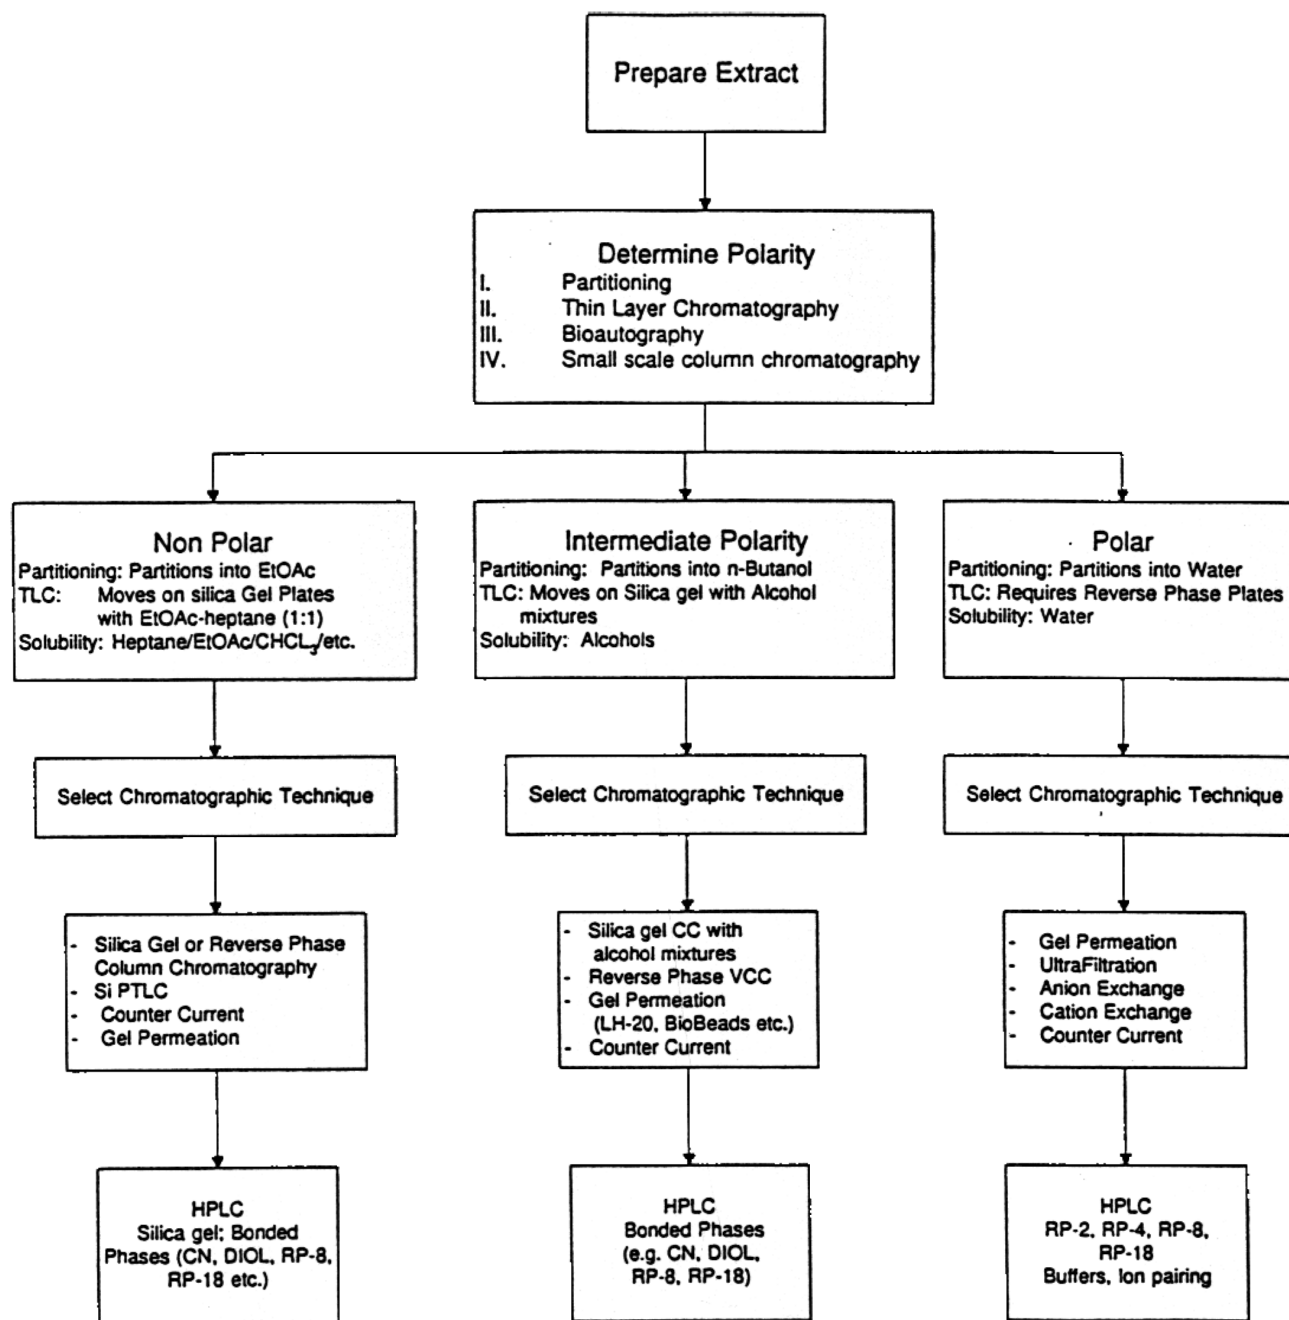 Prepare Extract
Determine Polarity
I. Partitioning
II. Thin Layer Chromatography
III. Bioautography
IV. Small scale column chromatography
Non Polar
Partitioning: Partitions into EtOAc
TLC: Moves on silica Gel Plates
with EtOAc-heptane (1:1)
Solubility: Heptane/EtOAc/CHCL₃/etc.
Intermediate Polarity
Partitioning: Partitions into n-Butanol
TLC: Moves on Silica gel with Alcohol
mixtures
Solubility: Alcohols
Polar
Partitioning: Partitions into Water
TLC: Requires Reverse Phase Plates
Solubility: Water
Select Chromatographic Technique
Select Chromatographic Technique
Select Chromatographic Technique
- Silica Gel or Reverse Phase
Column Chromatography
- Si PTLC
- Counter Current
- Gel Permeation
- Silica gel CC with
alcohol mixtures
- Reverse Phase VCC
- Gel Permeation
(LH-20, BioBeads etc.)
- Counter Current
- Gel Permeation
- UltraFiltration
- Anion Exchange
- Cation Exchange
- Counter Current
HPLC
Silica gel; Bonded
Phases (CN, DIOL, RP-8,
RP-18 etc.)
HPLC
Bonded Phases
(e.g. CN, DIOL,
RP-8, RP-18)
HPLC
RP-2, RP-4, RP-8,
RP-18
Buffers, Ion pairing